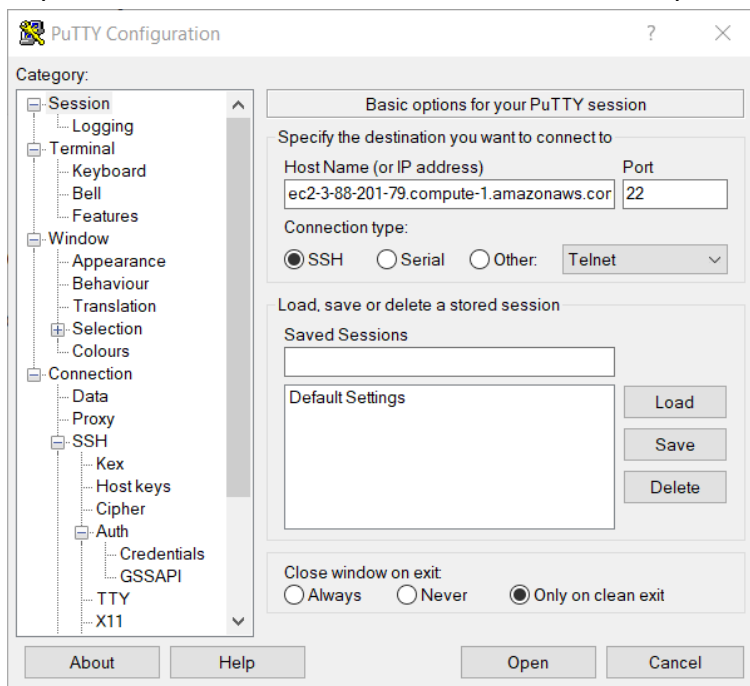 PuTTY Configuration ?
Category:
Session
Logging
Terminal
Keyboard
Bell
Features
Window
Appearance
Behaviour
Translation
Selection
Colours
Connection
Data
Proxy
SSH
Kex
Host keys
Cipher
Auth
Credentials
GSSAPI
TTY
X11
Basic options for your PuTTY session
Specify the destination you want to connect to
Host Name (or IP address) Port
ec2-3-88-201-79.compute-1.amazonaws.cor 22
Connection type:
SSH Serial Other: Telnet
Load, save or delete a stored session
Saved Sessions
Default Settings
Load
Save
Delete
Close window on exit:
Always Never Only on clean exit
About Help Open Cancel